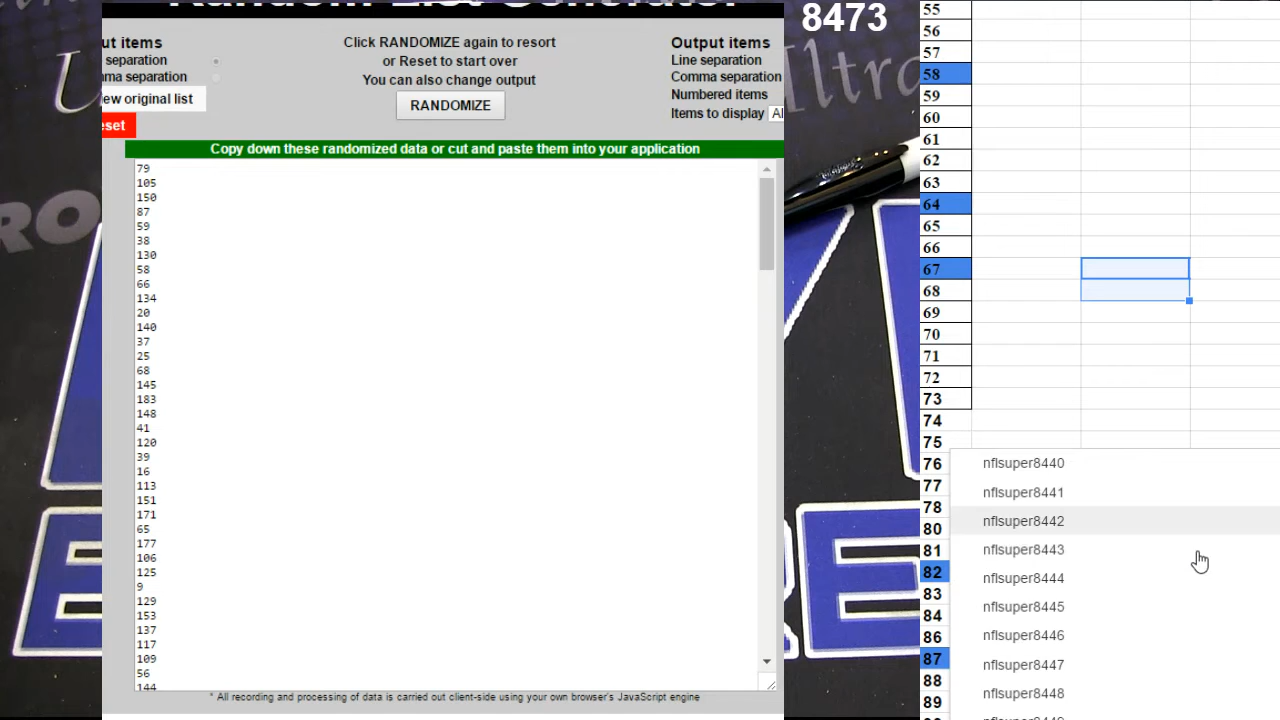 Random List Generator
ut items
separation
mma separation
ew original list
eset
Click RANDOMIZE again to resort
or Reset to start over
You can also change output
RANDOMIZE
Output items
Line separation
Comma separation
Numbered items
Items to display Al
Copy down these randomized data or cut and paste them into your application
79
105
150
87
59
38
130
58
66
134
20
140
37
25
68
145
183
148
41
120
39
16
113
151
171
65
177
106
125
9
129
153
137
117
109
56
144
* All recording and processing of data is carried out client-side using your own browser's JavaScript engine
8473
55
56
57
58
59
60
61
62
63
64
65
66
67
68
69
70
71
72
73
74
75
76
77
78
80
81
82
83
84
86
87
88
89
nflsuper8440
nflsuper8441
nflsuper8442
nflsuper8443
nflsuper8444
nflsuper8445
nflsuper8446
nflsuper8447
nflsuper8448